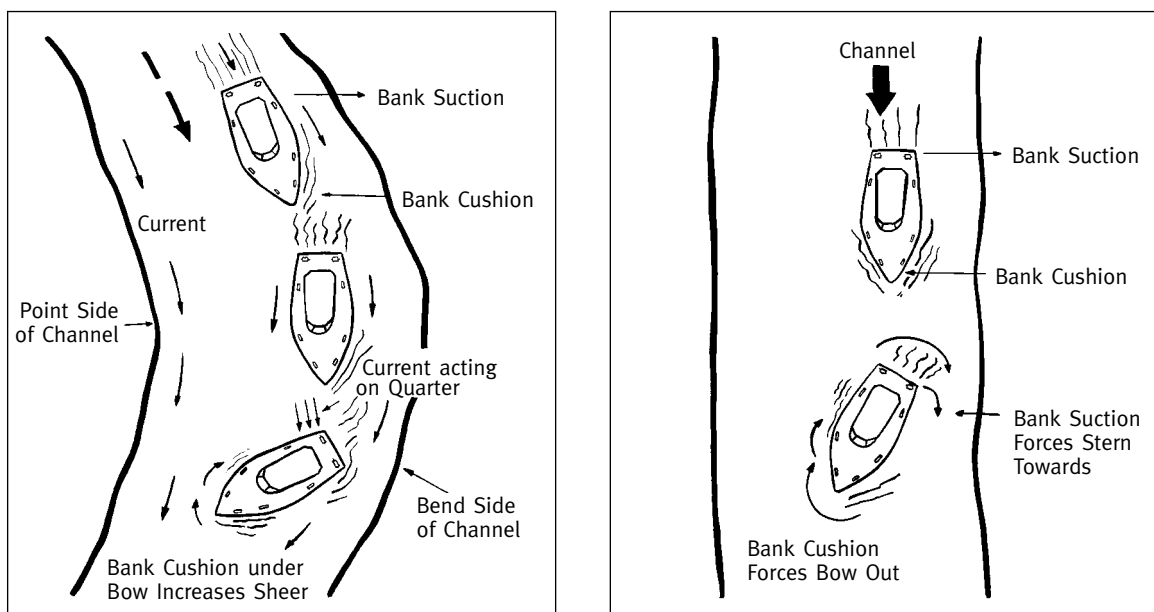 Bank Suction
Bank Cushion
Current
Point Side
of Channel
Current acting
on Quarter
Bend Side
of Channel
Bank Cushion under
Bow Increases Sheer
Channel
Bank Suction
Bank Cushion
Bank Suction
Forces Stern
Towards
Bank Cushion
Forces Bow Out